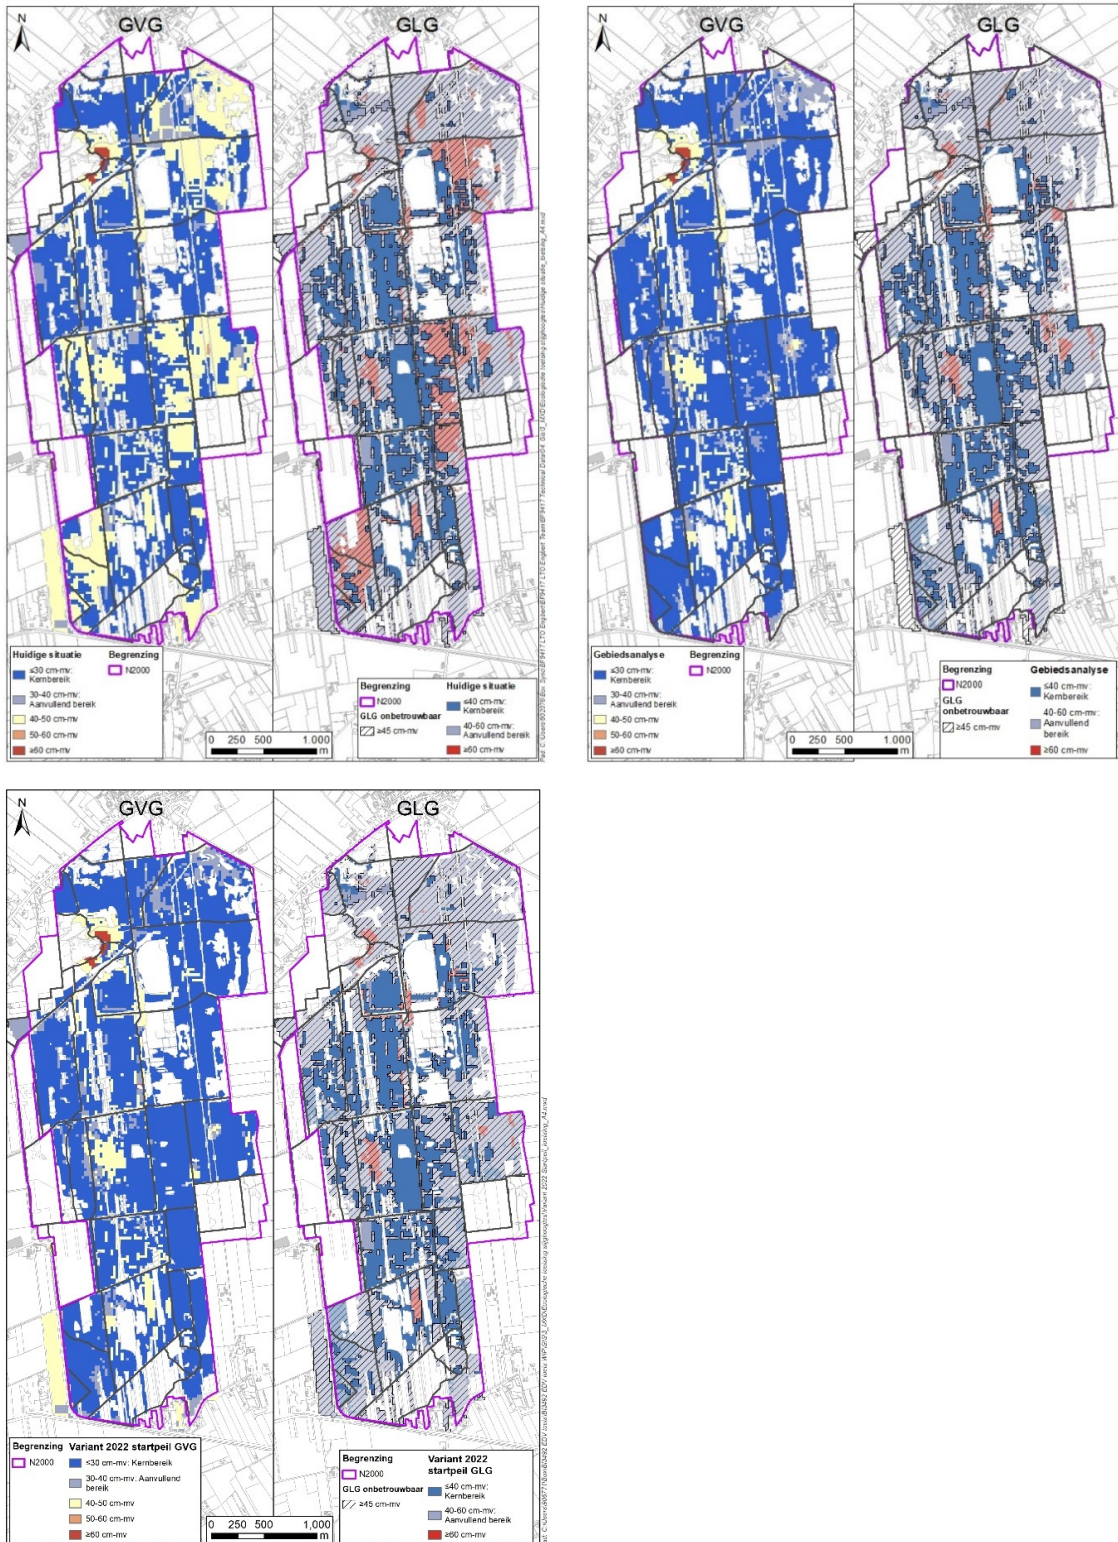 GVG
GLG
N
Huidige situatie
≤30 cm-mv:
Kernbereik
30-40 cm-mv
Aanvullend bereik
40-50 cm-mv
50-60 cm-mv
≥60 cm-mv
Begrenzing
N2000
0 250 500 1.000
m
Begrenzing
N2000
GLG
onbetrouwbaar
≥45 cm-mv
Huidige situatie
≤40 cm-mv:
Kernbereik
40-60 cm-mv:
Aanvullend bereik
≥60 cm-mv
GVG
GLG
N
Gebiedsanalyse
≤30 cm-mv:
Kernbereik
30-40 cm-mv
Aanvullend bereik
40-50 cm-mv
50-60 cm-mv
≥60 cm-mv
Begrenzing
N2000
0 250 500 1.000
m
Begrenzing
N2000
GLG
onbetrouwbaar
≥45 cm-mv
Gebiedsanalyse
≤40 cm-mv:
Kernbereik
40-60 cm-mv:
Aanvullend
bereik
≥60 cm-mv
GVG
GLG
N
Begrenzing
N2000
Variant 2022 startpeil GVG
≤30 cm-mv: Kernbereik
30-40 cm-mv: Aanvullend
bereik
40-50 cm-mv
50-60 cm-mv
≥60 cm-mv
0 250 500 1,000
m
Begrenzing
N2000
GLG onbetrouwbaar
≥45 cm-mv
Variant 2022
startpeil GLG
≤40 cm-mv:
Kernbereik
40-60 cm-mv:
Aanvullend bereik
≥60 cm-mv